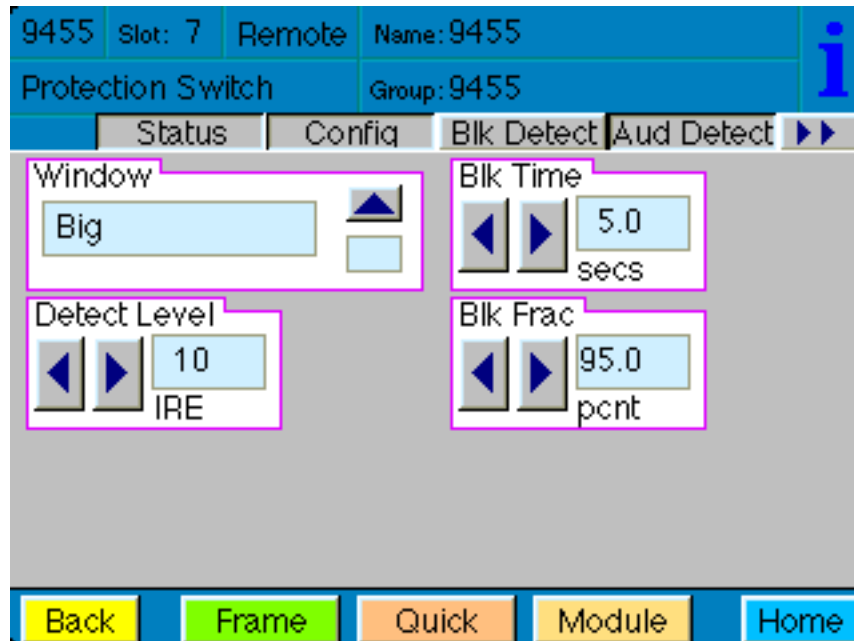 9455 Slot: 7 Remote Name: 9455
Protection Switch Group: 9455
i
Status Config Blk Detect Aud Detect
Window
Big
Blk Time
5.0
secs
Detect Level
10
IRE
Blk Frac
95.0
pcnt
Back Frame Quick Module Home